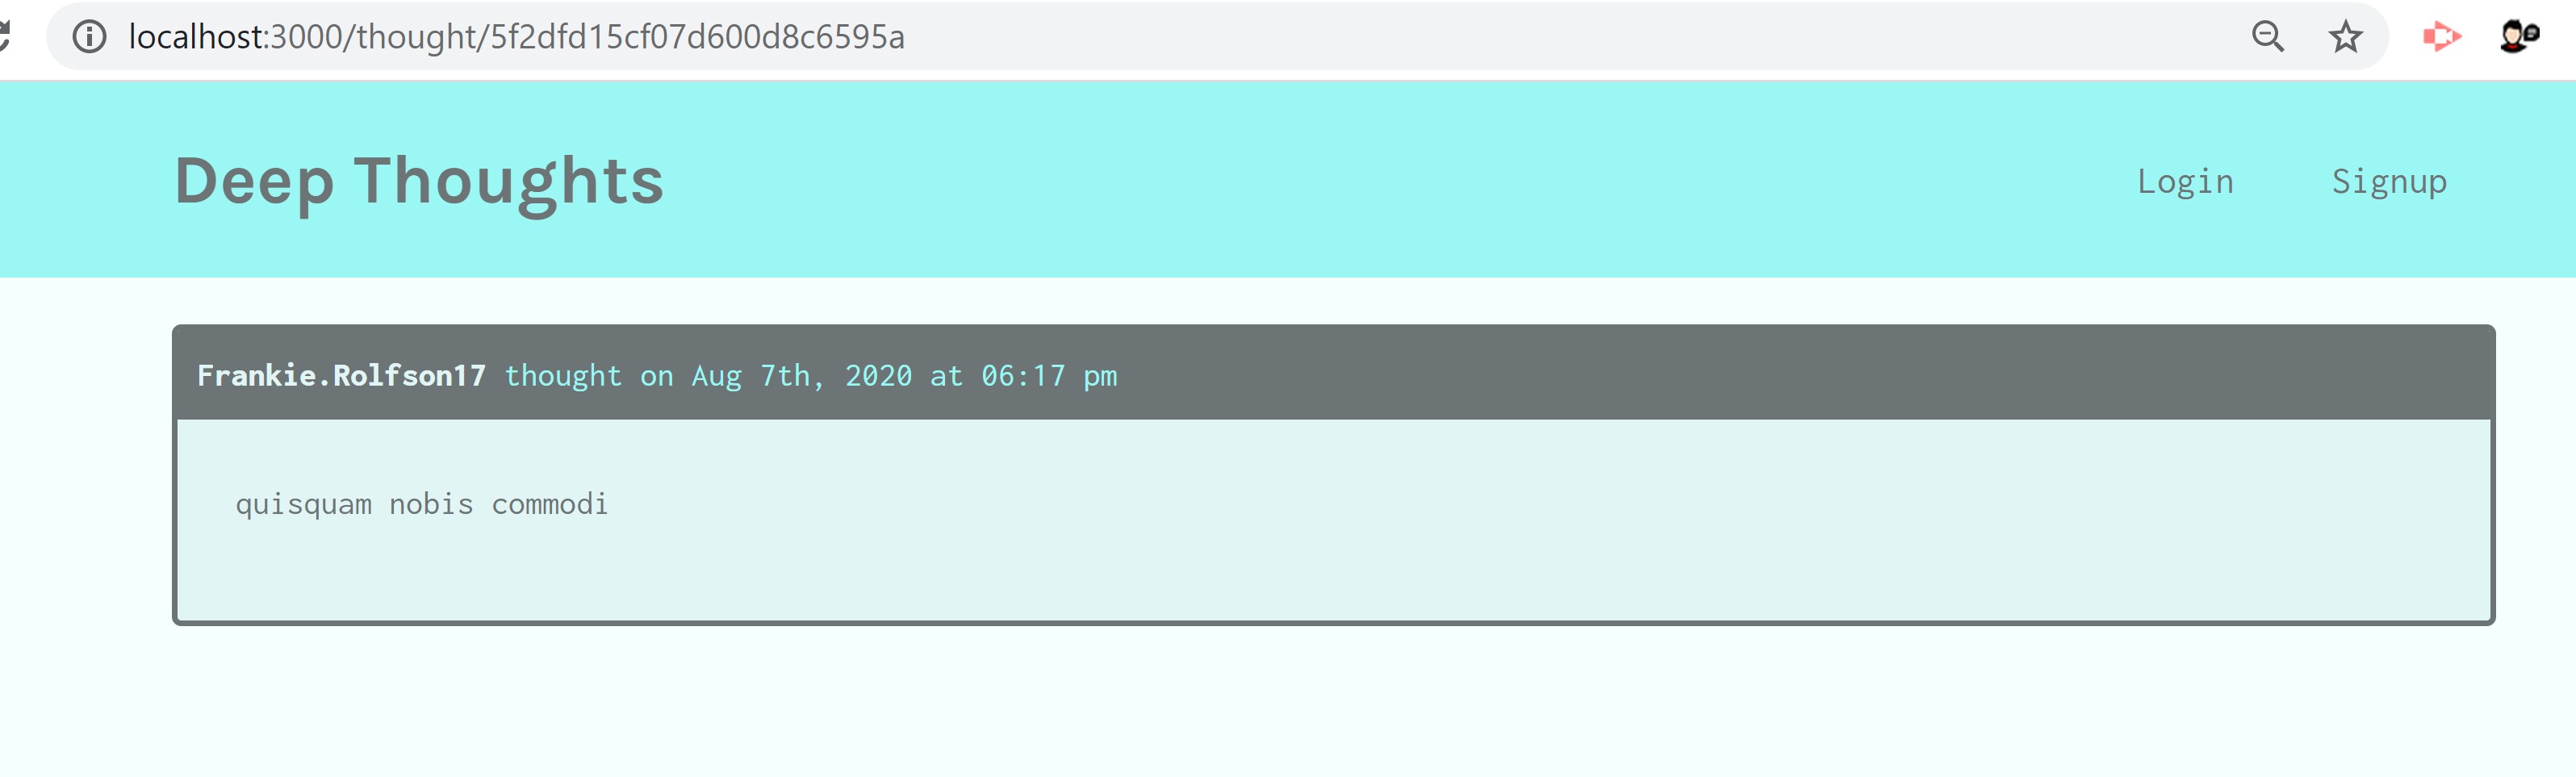 localhost:3000/thought/5f2dfd15cf07d600d8c6595a
Deep Thoughts
Login Signup
Frankie.Rolfson17 thought on Aug 7th, 2020 at 06:17 pm
quisquam nobis commodi